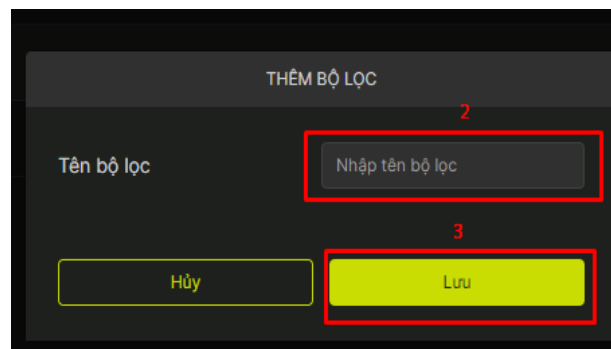 THÊM BỘ LỌC
2
Tên bộ lọc
Nhập tên bộ lọc
3
Hủy
Lưu